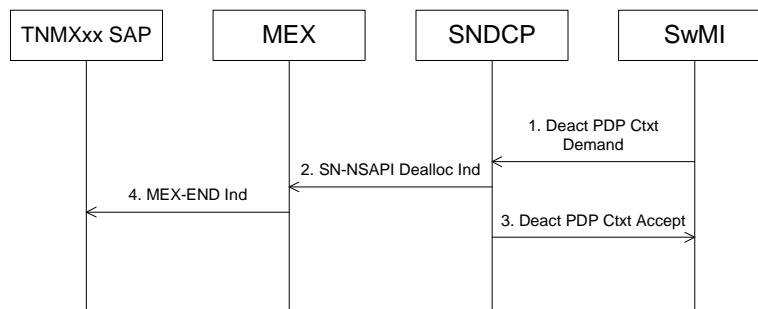 TNMXxx SAP
MEX
SNDCP
SwMI
1. Deact PDP Ctxt
Demand
2. SN-NSAPI Dealloc Ind
4. MEX-END Ind
3. Deact PDP Ctxt Accept